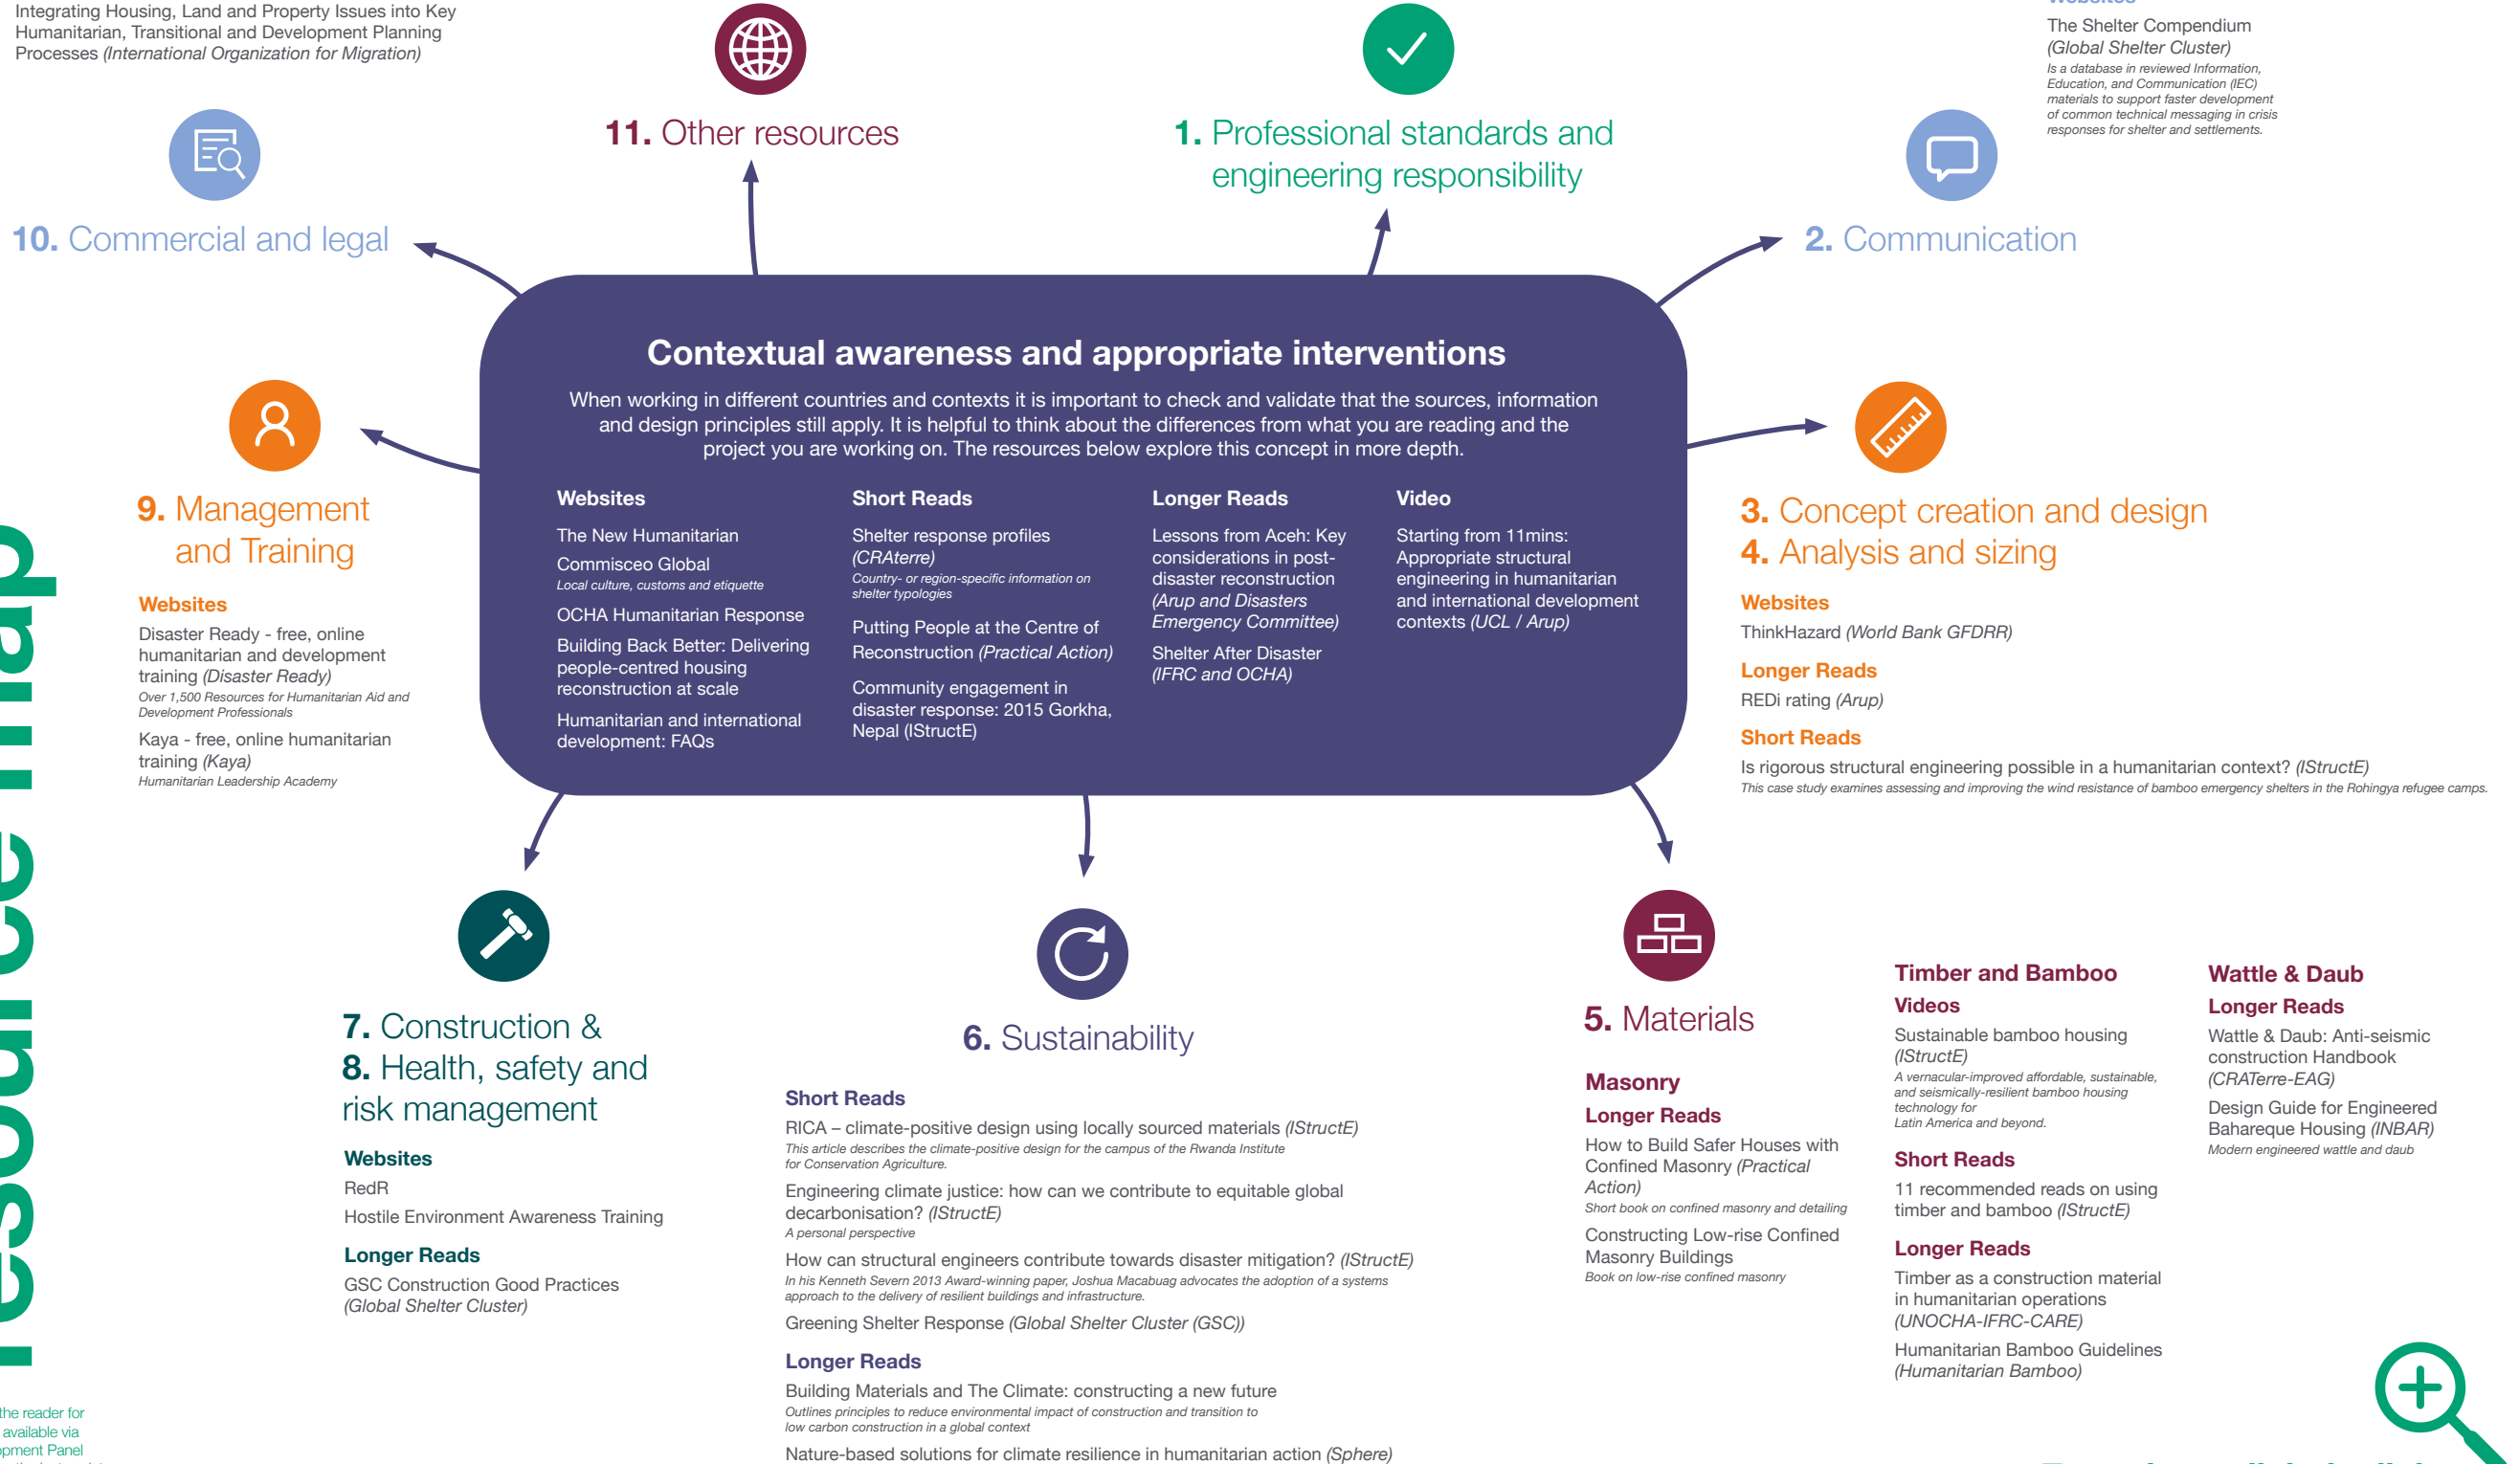 Integrating Housing, Land and Property Issues into Key
Humanitarian, Transitional and Development Planning
Processes (International Organization for Migration)
10. Commercial and legal
11. Other resources
1. Professional standards and
engineering responsibility
Websites
The Shelter Compendium
(Global Shelter Cluster)
Is a database in reviewed Information,
Education, and Communication (IEC)
materials to support faster development
of common technical messaging in crisis
responses for shelter and settlements.
2. Communication
Contextual awareness and appropriate interventions
When working in different countries and contexts it is important to check and validate that the sources, information
and design principles still apply. It is helpful to think about the differences from what you are reading and the
project you are working on. The resources below explore this concept in more depth.
Websites
The New Humanitarian
Commisceo Global
Local culture, customs and etiquette
OCHA Humanitarian Response
Building Back Better: Delivering
people-centred housing
reconstruction at scale
Humanitarian and international
development: FAQs
Short Reads
Shelter response profiles
(CRAterre)
Country- or region-specific information on
shelter typologies
Putting People at the Centre of
Reconstruction (Practical Action)
Community engagement in
disaster response: 2015 Gorkha,
Nepal (IStructE)
Longer Reads
Lessons from Aceh: Key
considerations in post-
disaster reconstruction
(Arup and Disasters
Emergency Committee)
Shelter After Disaster
(IFRC and OCHA)
Video
Starting from 11mins:
Appropriate structural
engineering in humanitarian
and international development
contexts (UCL / Arup)
9. Management
and Training
Websites
Disaster Ready - free, online
humanitarian and development
training (Disaster Ready)
Over 1,500 Resources for Humanitarian Aid and
Development Professionals
Kaya - free, online humanitarian
training (Kaya)
Humanitarian Leadership Academy
3. Concept creation and design
4. Analysis and sizing
Websites
ThinkHazard (World Bank GFDRR)
Longer Reads
REDi rating (Arup)
Short Reads
Is rigorous structural engineering possible in a humanitarian context? (IStructE)
This case study examines assessing and improving the wind resistance of bamboo emergency shelters in the Rohingya refugee camps.
resource map
7. Construction &
8. Health, safety and
risk management
Websites
RedR
Hostile Environment Awareness Training
Longer Reads
GSC Construction Good Practices
(Global Shelter Cluster)
6. Sustainability
Short Reads
RICA – climate-positive design using locally sourced materials (IStructE)
This article describes the climate-positive design for the campus of the Rwanda Institute
for Conservation Agriculture.
Engineering climate justice: how can we contribute to equitable global
decarbonisation? (IStructE)
A personal perspective
How can structural engineers contribute towards disaster mitigation? (IStructE)
In his Kenneth Severn 2013 Award-winning paper, Joshua Macabuag advocates the adoption of a systems
approach to the delivery of resilient buildings and infrastructure.
Greening Shelter Response (Global Shelter Cluster (GSC))
Longer Reads
Building Materials and The Climate: constructing a new future
Outlines principles to reduce environmental impact of construction and transition to
low carbon construction in a global context
Nature-based solutions for climate resilience in humanitarian action (Sphere)
5. Materials
Masonry
Longer Reads
How to Build Safer Houses with
Confined Masonry (Practical
Action)
Short book on confined masonry and detailing
Constructing Low-rise Confined
Masonry Buildings
Book on low-rise confined masonry
Timber and Bamboo
Videos
Sustainable bamboo housing
(IStructE)
A vernacular-improved affordable, sustainable,
and seismically-resilient bamboo housing
technology for
Latin America and beyond.
Short Reads
11 recommended reads on using
timber and bamboo (IStructE)
Longer Reads
Timber as a construction material
in humanitarian operations
(UNOCHA-IFRC-CARE)
Humanitarian Bamboo Guidelines
(Humanitarian Bamboo)
Wattle & Daub
Longer Reads
Wattle & Daub: Anti-seismic
construction Handbook
(CRATerre-EAG)
Design Guide for Engineered
Bahareque Housing (INBAR)
Modern engineered wattle and daub
the reader for
available via
opment Panel